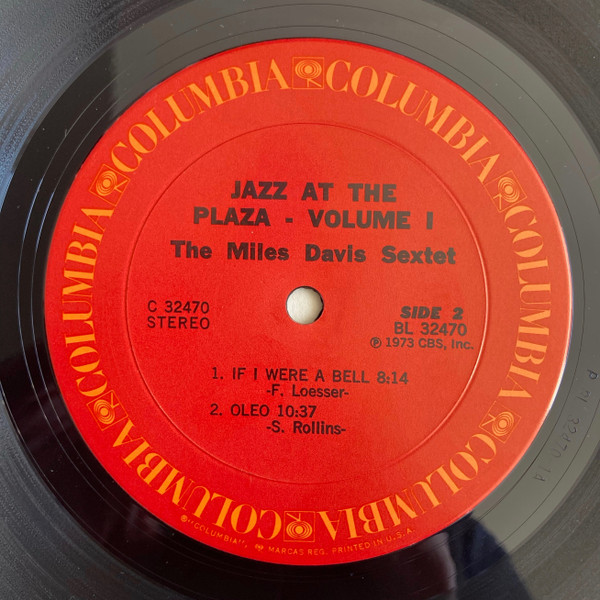 COLUMBIA COLUMBIA COLUMBIA COLUMBIA COLUMBIA COLUMBIA
JAZZ AT THE
PLAZA - VOLUME I
The Miles Davis Sextet
C 32470
STEREO
SIDE 2
BL 32470
℗ 1973 CBS, Inc.
1. IF I WERE A BELL 8:14
-F. Loesser-
2. OLEO 10:37
-S. Rollins-
®"COLUMBIA", MARCAS REG. PRINTED IN U.S.A.